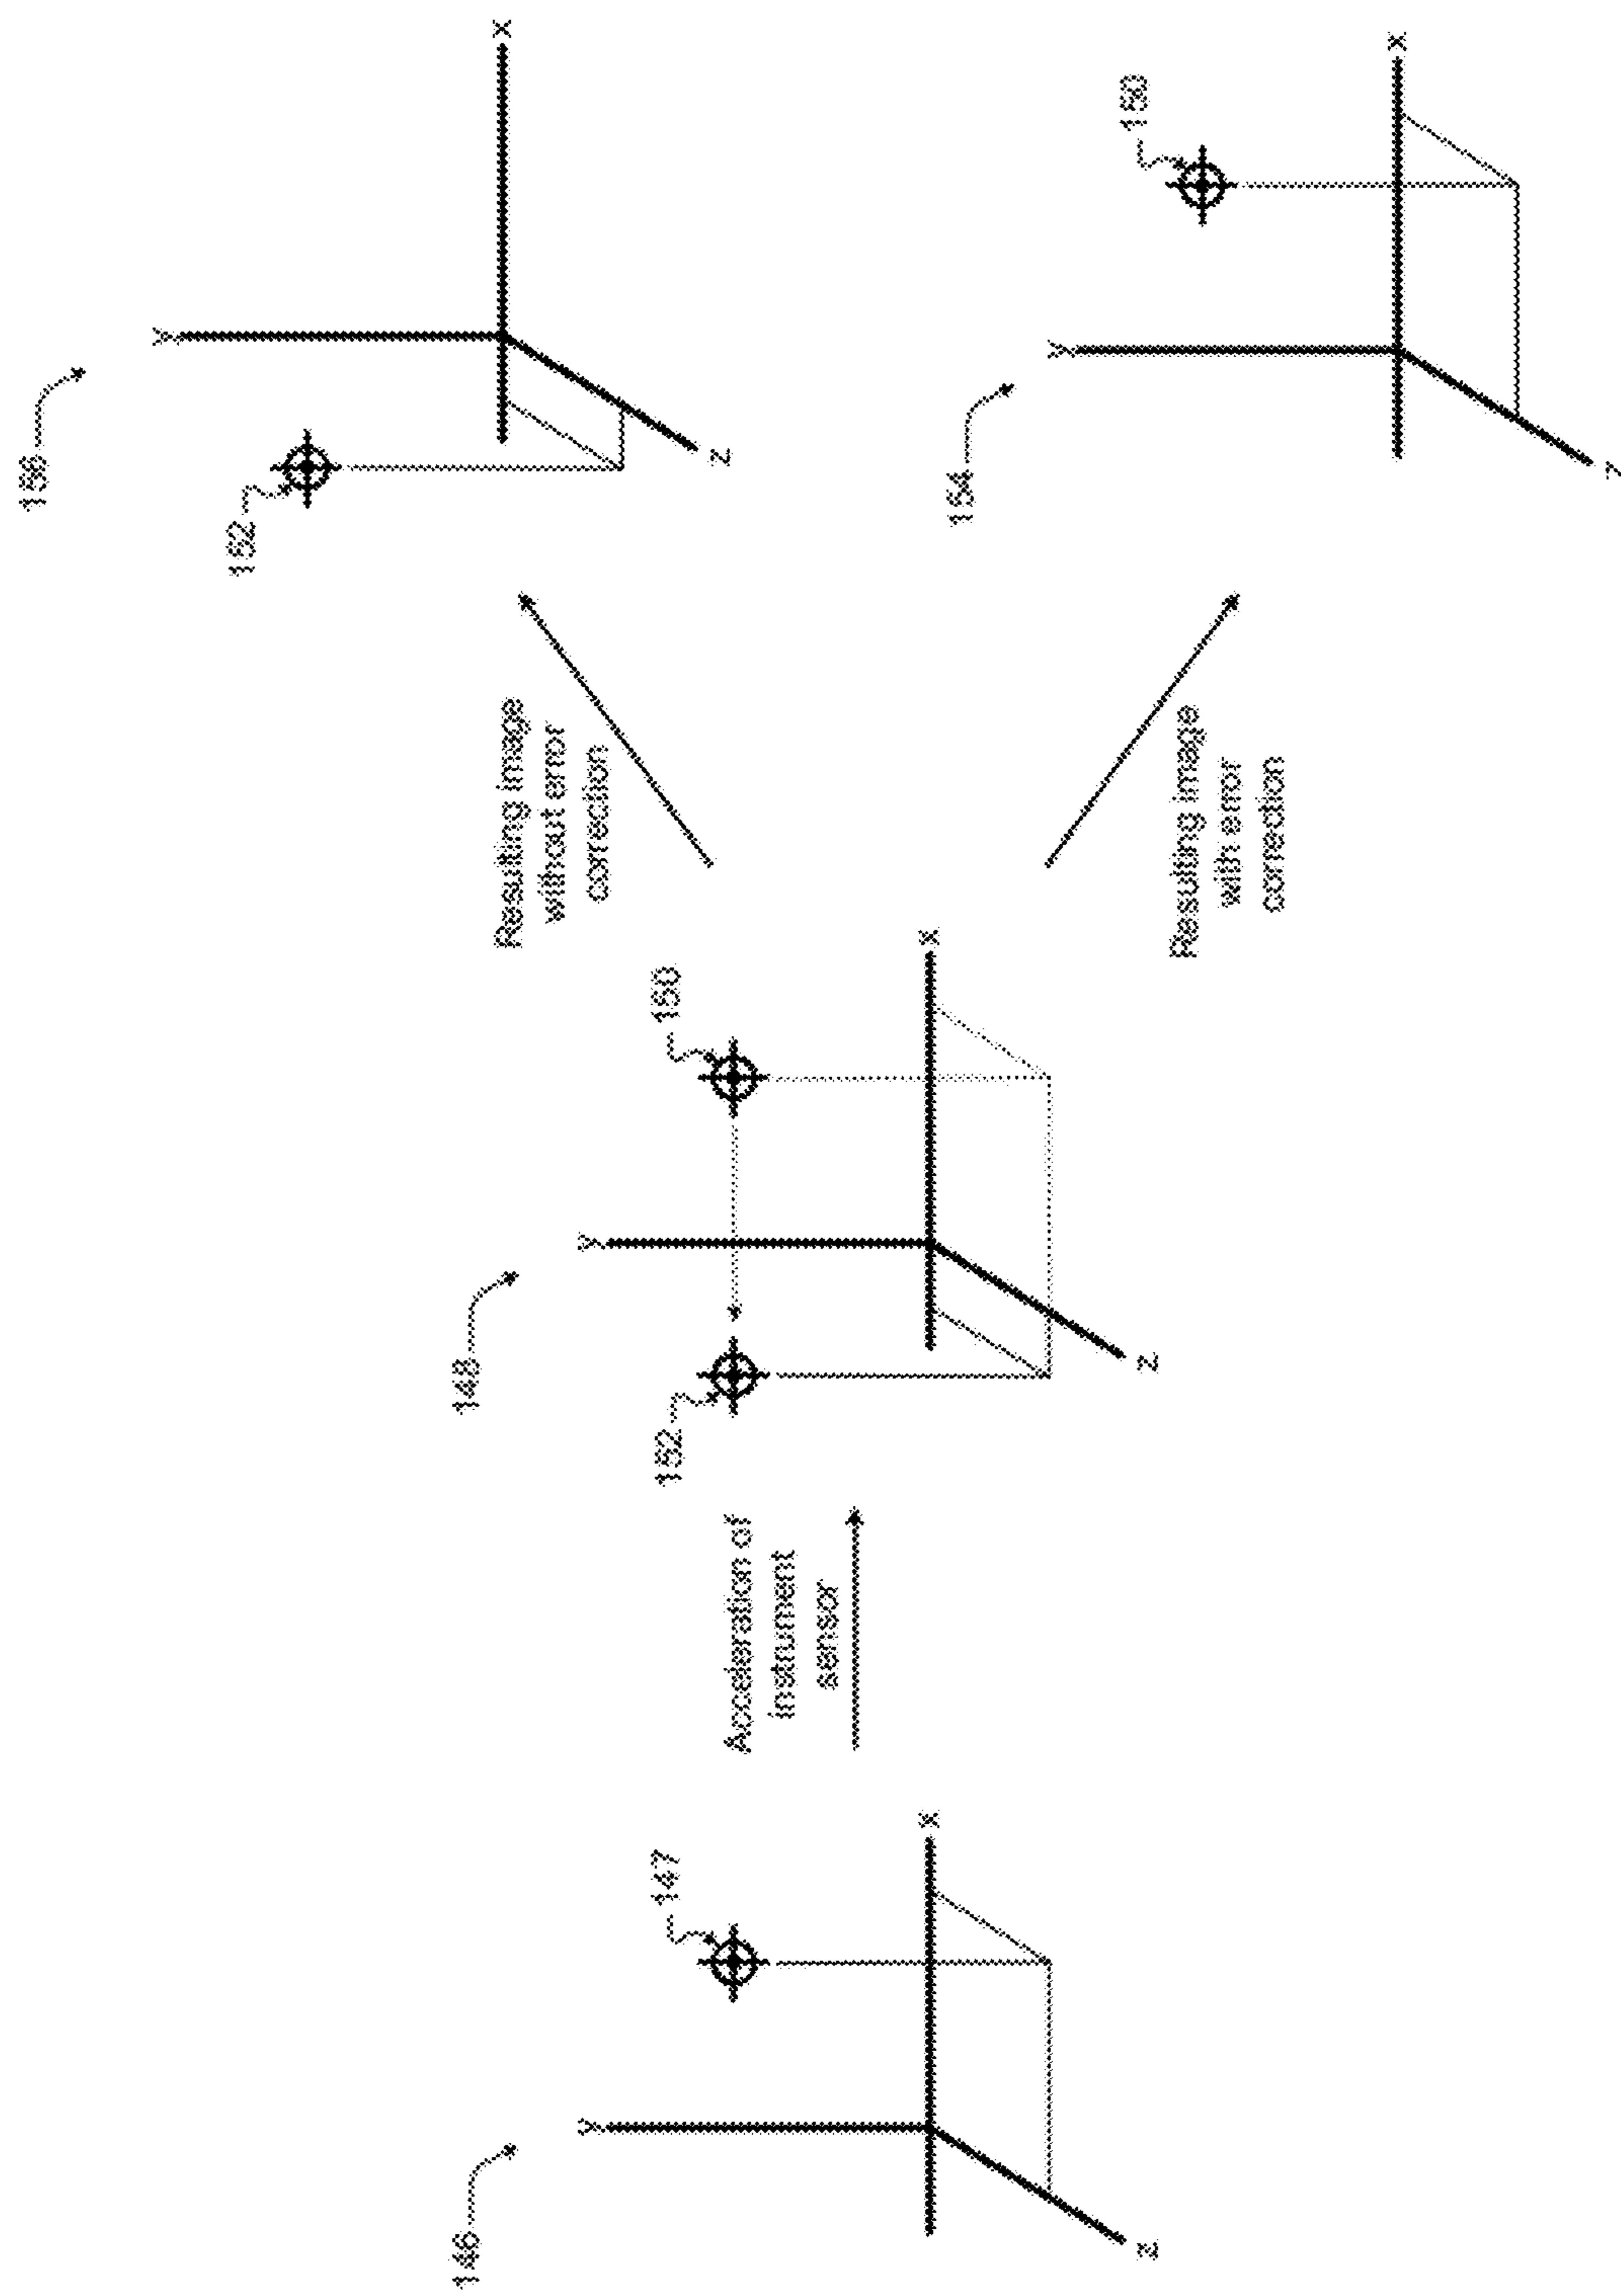 146
y
147
x
z
Acceleration of
instrument
sensor
148
y
152
150
x
z
Resulting image
without error
correction
Resulting image
with error
correction
156
y
152
x
z
154
y
150
x
z